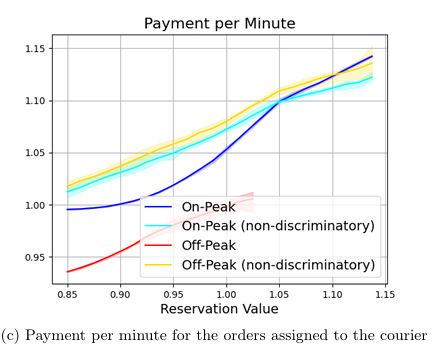 Payment per Minute
1.15
1.10
1.05
1.00
0.95
On-Peak
On-Peak (non-discriminatory)
Off-Peak
Off-Peak (non-discriminatory)
0.85 0.90 0.95 1.00 1.05 1.10 1.15
Reservation Value
(c) Payment per minute for the orders assigned to the courier